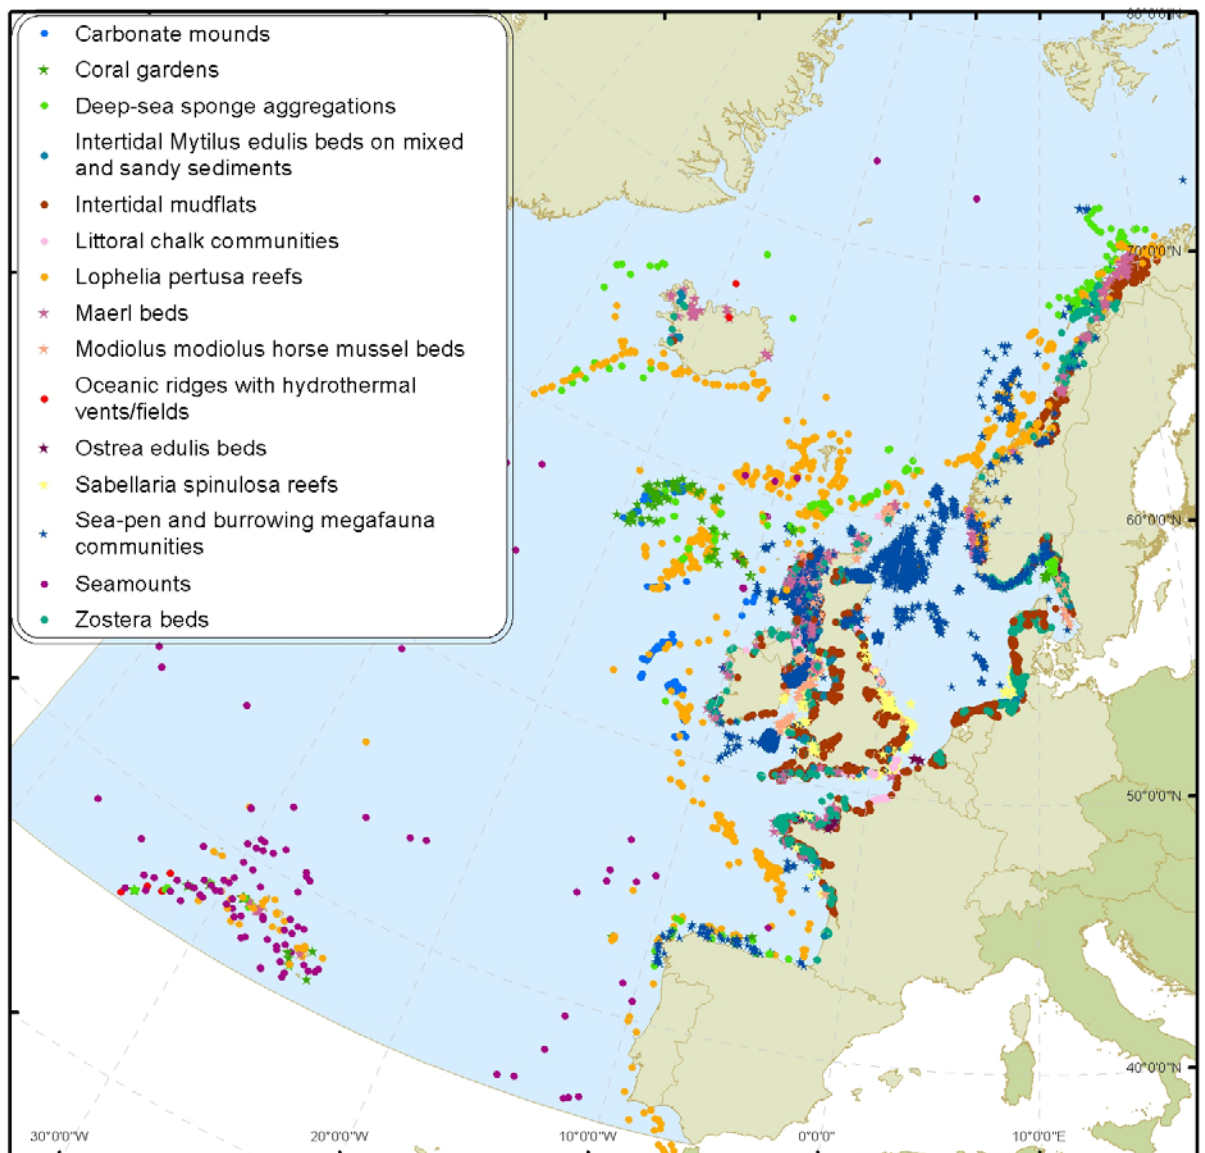 Carbonate mounds
Coral gardens
Deep-sea sponge aggregations
Intertidal Mytilus edulis beds on mixed
and sandy sediments
Intertidal mudflats
Littoral chalk communities
Lophelia pertusa reefs
Maerl beds
Modiolus modiolus horse mussel beds
Oceanic ridges with hydrothermal
vents/fields
Ostrea edulis beds
Sabellaria spinulosa reefs
Sea-pen and burrowing megafauna
communities
Seamounts
Zostera beds
80°0'0"N
70°0'0"N
60°0'0"N
50°0'0"N
40°0'0"N
30°0'0"W
20°0'0"W
10°0'0"W
0°0'0"
10°0'0"E